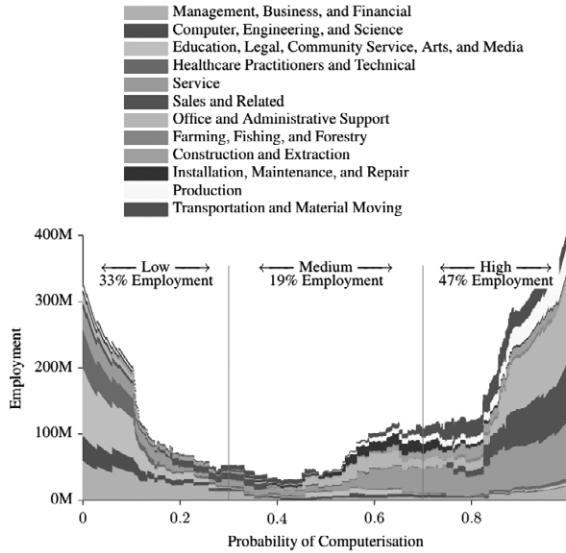 Management, Business, and Financial
Computer, Engineering, and Science
Education, Legal, Community Service, Arts, and Media
Healthcare Practitioners and Technical
Service
Sales and Related
Office and Administrative Support
Farming, Fishing, and Forestry
Construction and Extraction
Installation, Maintenance, and Repair
Production
Transportation and Material Moving
400M
Low
Medium
High
33% Employment
19% Employment
47% Employment
300M
200M
100M
0M
Employment
0
0.2
0.4
0.6
0.8
1
Probability of Computerisation